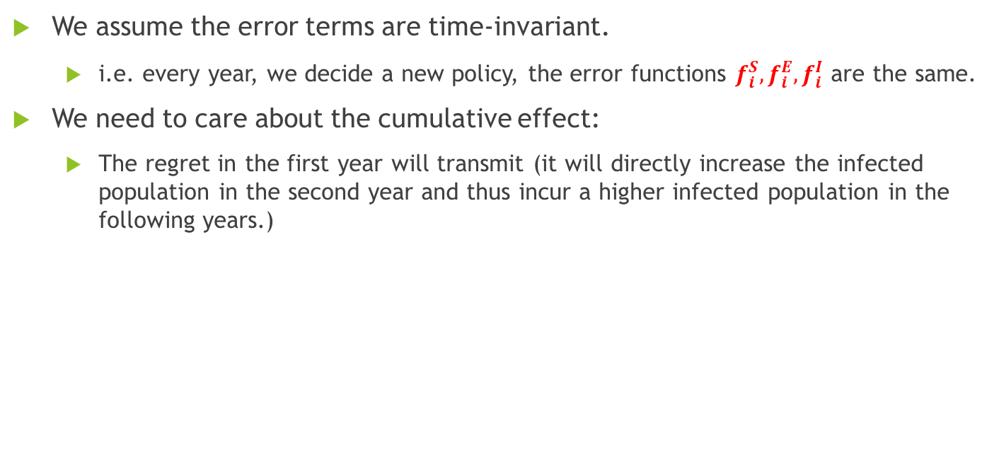 We assume the error terms are time-invariant.
i.e. every year, we decide a new policy, the error functions $f_i^S, f_i^E, f_i^I$ are the same.
We need to care about the cumulative effect:
The regret in the first year will transmit (it will directly increase the infected
population in the second year and thus incur a higher infected population in the
following years.)